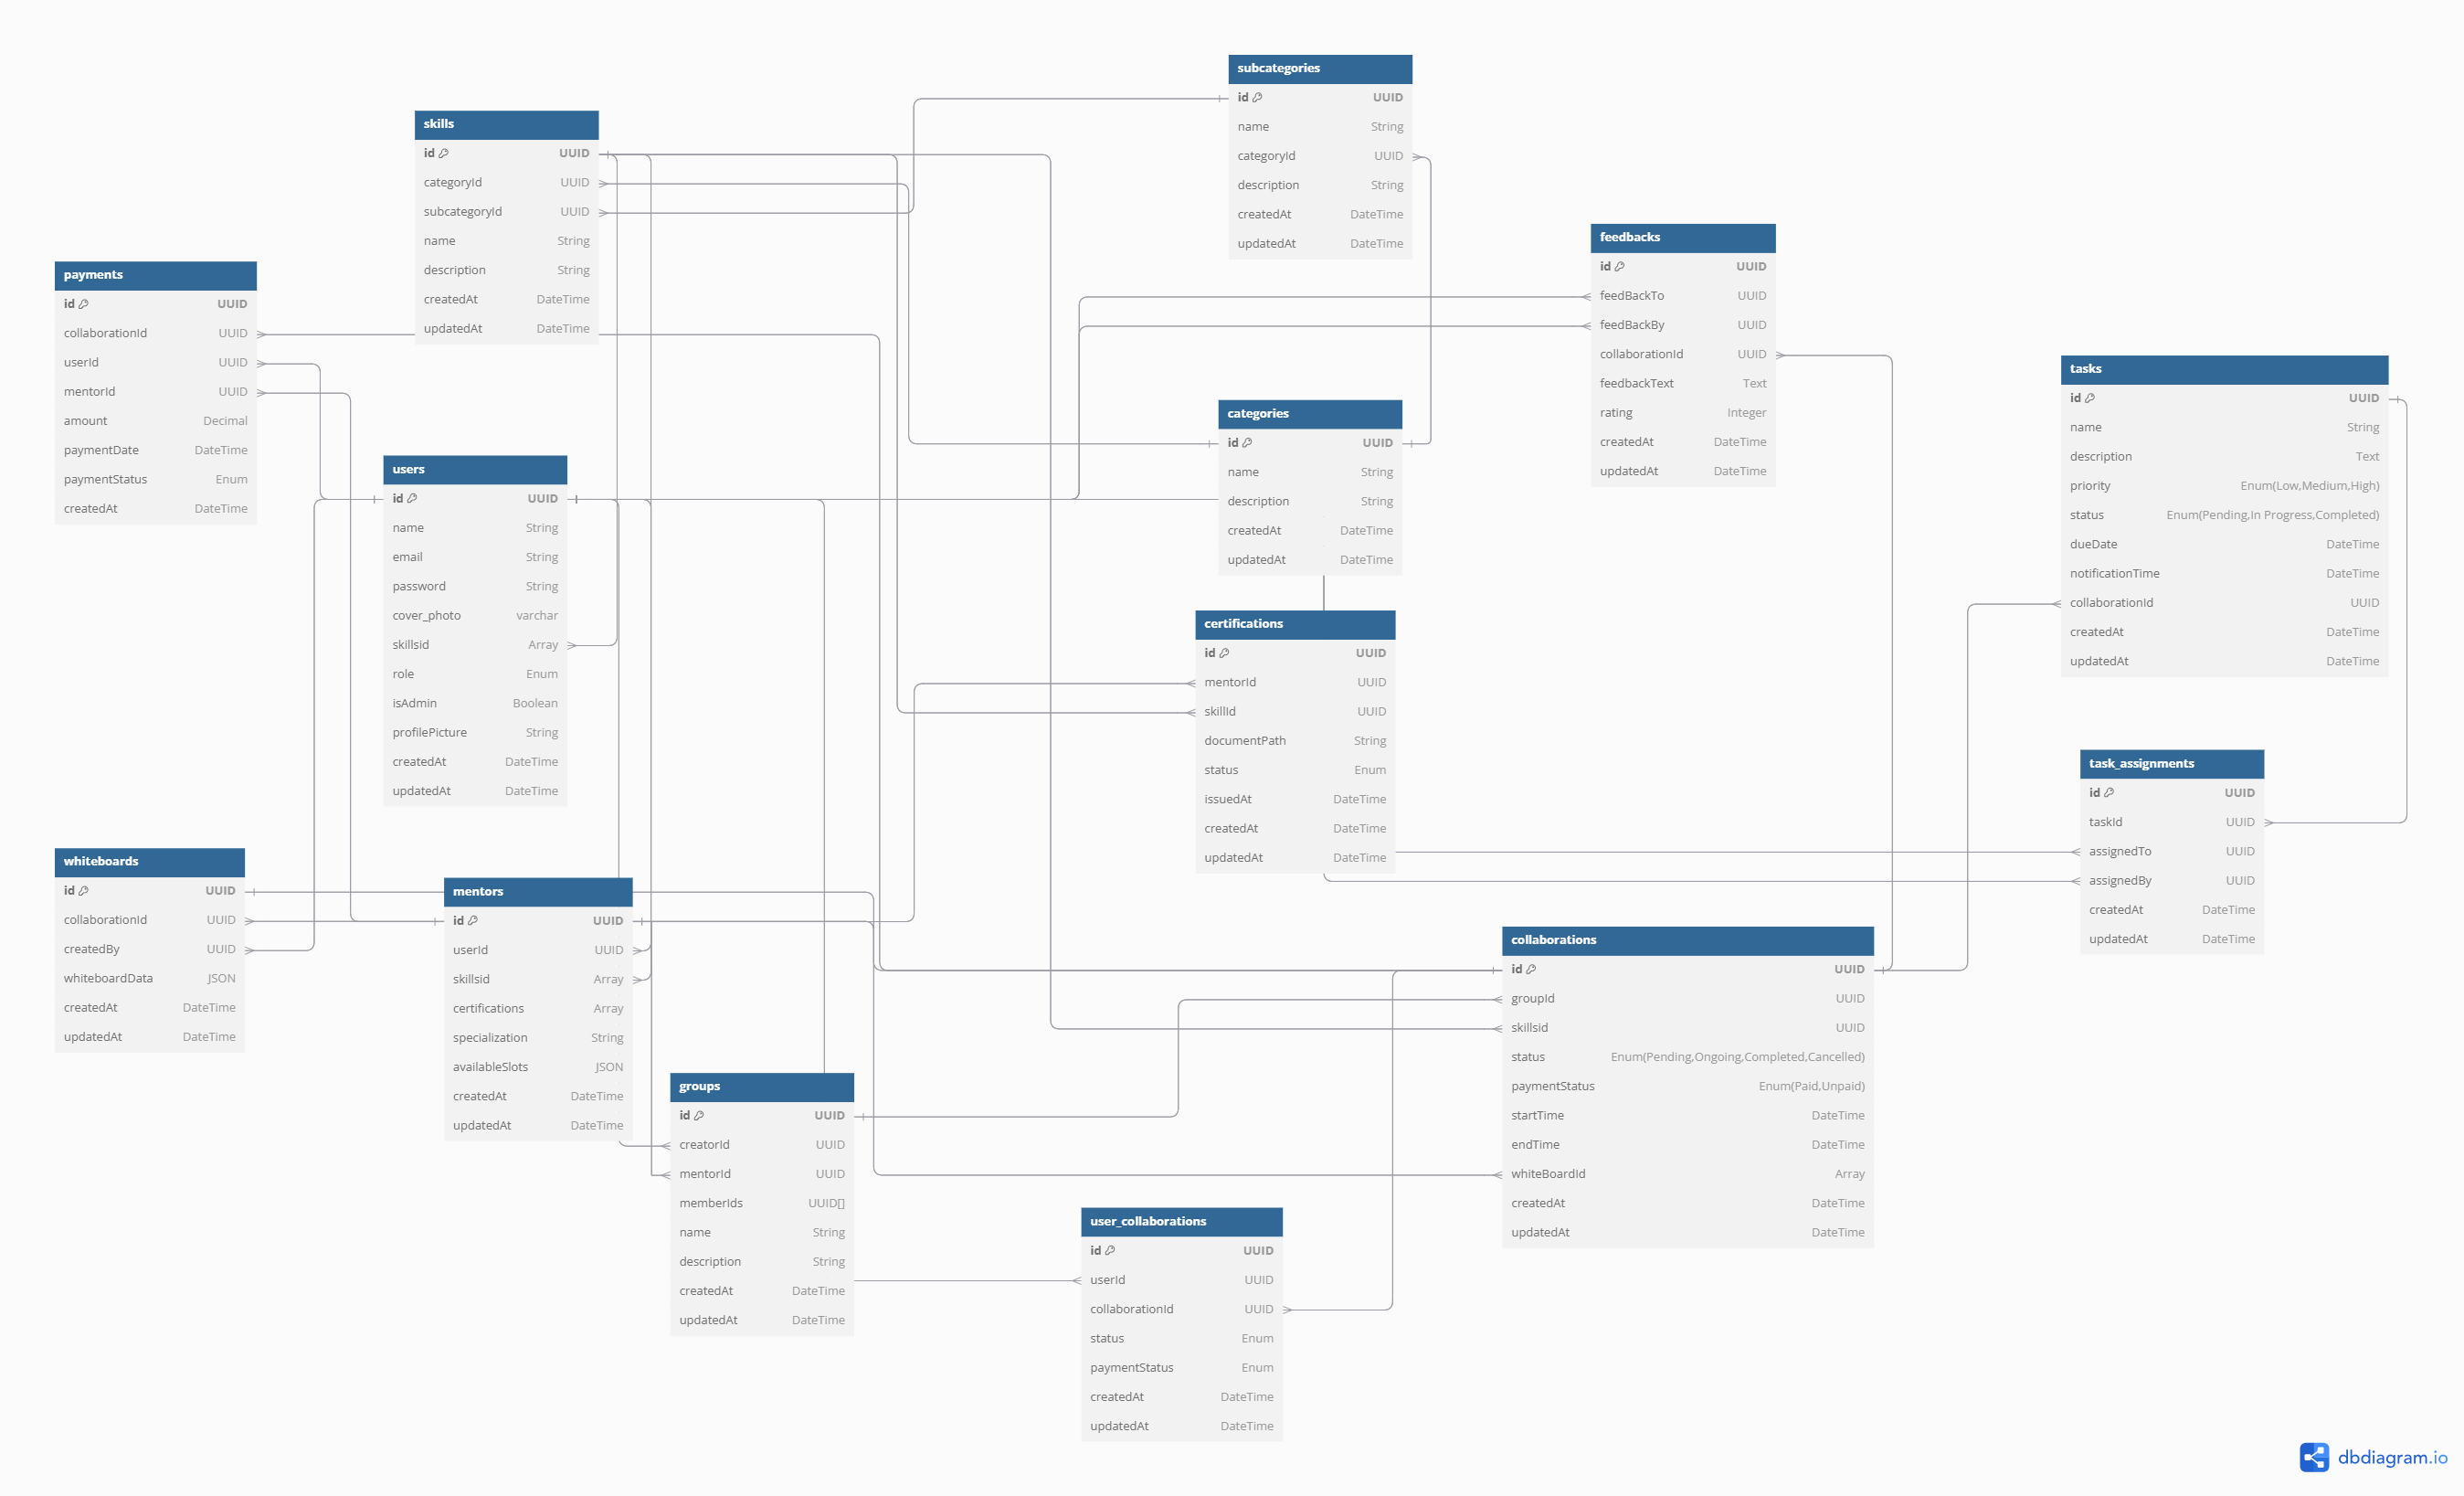 subcategories
id UUID
name String
categoryId UUID
description String
createdAt DateTime
updatedAt DateTime
skills
id UUID
categoryId UUID
subcategoryId UUID
name String
description String
createdAt DateTime
updatedAt DateTime
feedbacks
id UUID
feedBackTo UUID
feedBackBy UUID
collaborationId UUID
feedbackText Text
rating Integer
createdAt DateTime
updatedAt DateTime
payments
id UUID
collaborationId UUID
userId UUID
mentorId UUID
amount Decimal
paymentDate DateTime
paymentStatus Enum
createdAt DateTime
tasks
id UUID
name String
description Text
priority Enum(Low,Medium,High)
status Enum(Pending,In Progress,Completed)
dueDate DateTime
notificationTime DateTime
collaborationId UUID
createdAt DateTime
updatedAt DateTime
categories
id UUID
name String
description String
createdAt DateTime
updatedAt DateTime
users
id UUID
name String
email String
password String
cover_photo varchar
skillsid Array
role Enum
isAdmin Boolean
profilePicture String
createdAt DateTime
updatedAt DateTime
certifications
id UUID
mentorId UUID
skillId UUID
documentPath String
status Enum
issuedAt DateTime
createdAt DateTime
updatedAt DateTime
task_assignments
id UUID
taskId UUID
assignedTo UUID
assignedBy UUID
createdAt DateTime
updatedAt DateTime
whiteboards
id UUID
collaborationId UUID
createdBy UUID
whiteboardData JSON
createdAt DateTime
updatedAt DateTime
mentors
id UUID
userId UUID
skillsid Array
certifications Array
specialization String
availableSlots JSON
createdAt DateTime
updatedAt DateTime
collaborations
id UUID
groupId UUID
skillsid UUID
status Enum(Pending,Ongoing,Completed,Cancelled)
paymentStatus Enum(Paid,Unpaid)
startTime DateTime
endTime DateTime
whiteBoardId Array
createdAt DateTime
updatedAt DateTime
groups
id UUID
creatorId UUID
mentorId UUID
memberIds UUID[]
name String
description String
createdAt DateTime
updatedAt DateTime
user_collaborations
id UUID
userId UUID
collaborationId UUID
status Enum
paymentStatus Enum
createdAt DateTime
updatedAt DateTime
dbdiagram.io